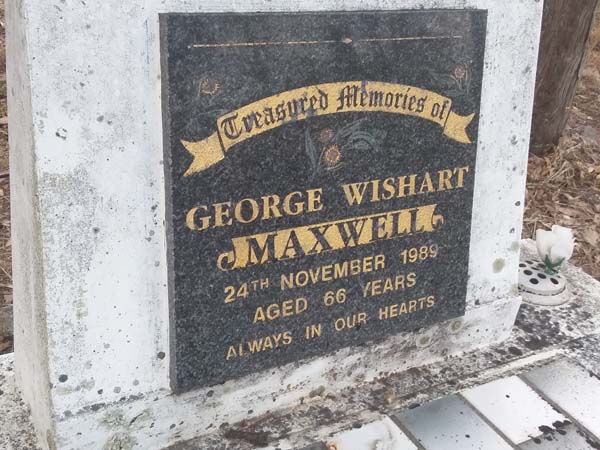 Treasured Memories of
GEORGE WISHART
MAXWELL
24TH NOVEMBER 1989
AGED 66 YEARS
ALWAYS IN OUR HEARTS